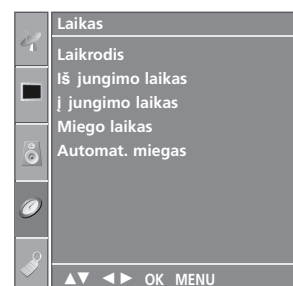 Laikas
Laikrodis
Iš jungimo laikas
į jungimo laikas
Miego laikas
Automat. miegas
▲▼ ◄► OK MENU